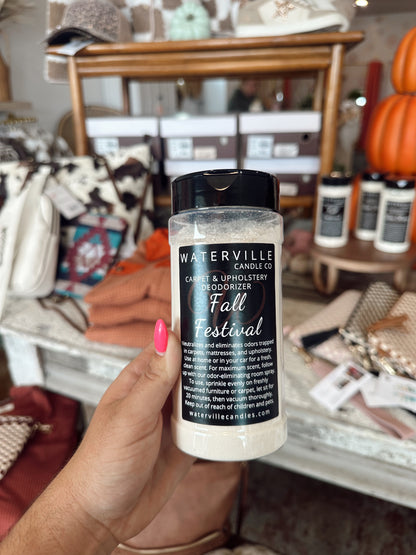 WATERVILLE
CANDLE CO
CARPET & UPHOLSTERY
DEODORIZER
Fall
Festival
Neutralizes and eliminates odors trapped
in carpets, mattresses, and upholstery.
Use at home or in your car for a fresh,
clean scent. For maximum scent, follow
up with our odor-eliminating room spray.
To use, sprinkle evenly on freshly
vacuumed furniture or carpet, let sit for
20 minutes, then vacuum thoroughly.
Keep out of reach of children and pets.
watervillecandles.com